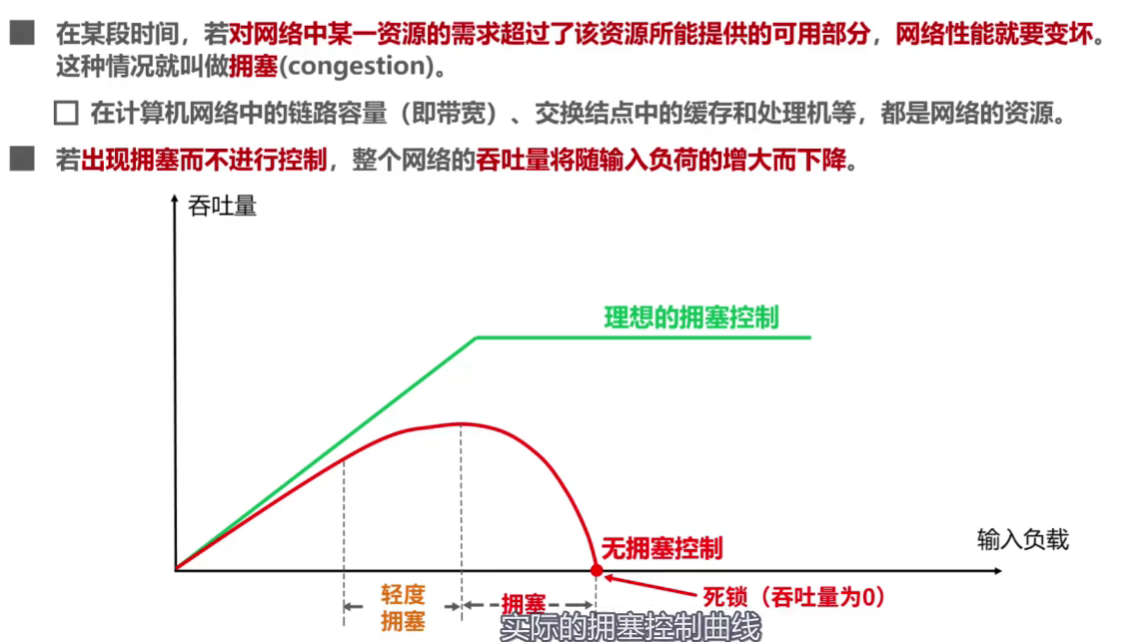 在某段时间，若对网络中某一资源的需求超过了该资源所能提供的可用部分，网络性能就要变坏。
这种情况就叫做拥塞(congestion)。
在计算机网络中的链路容量（即带宽）、交换结点中的缓存和处理机等，都是网络的资源。
若出现拥塞而不进行控制，整个网络的吞吐量将随输入负荷的增大而下降。
吞吐量
理想的拥塞控制
输入负载
无拥塞控制
轻度
拥塞
拥塞
死锁（吞吐量为0）
实际的拥塞控制曲线